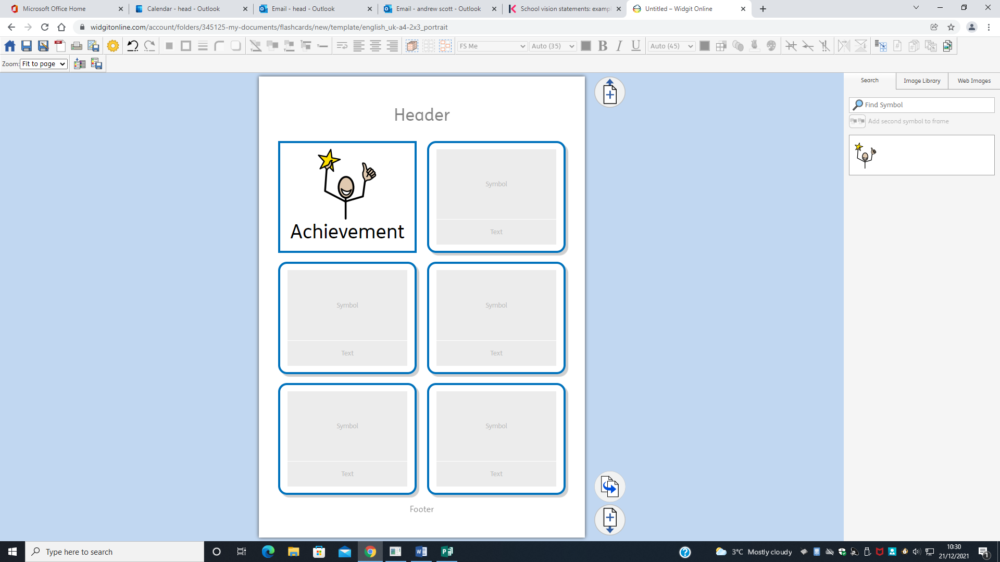 Microsoft Office Home
Calendar - head - Outlook
Email - head - Outlook
Email - andrew scott - Outlook
School vision statements: examp
Untitled – Widgit Online
widgitonline.com/account/folders/345125-my-documents/flashcards/new/template/english_uk-a4-2x3_portrait
FS Me
Auto (35)
B I U
Auto (45)
Zoom: Fit to page
Search
Image Library
Web Images
Find Symbol
Add second symbol to frame
Header
Achievement
Symbol
Text
Symbol
Text
Symbol
Text
Symbol
Text
Symbol
Text
Footer
Type here to search
3°C Mostly cloudy
10:30
21/12/2021
1